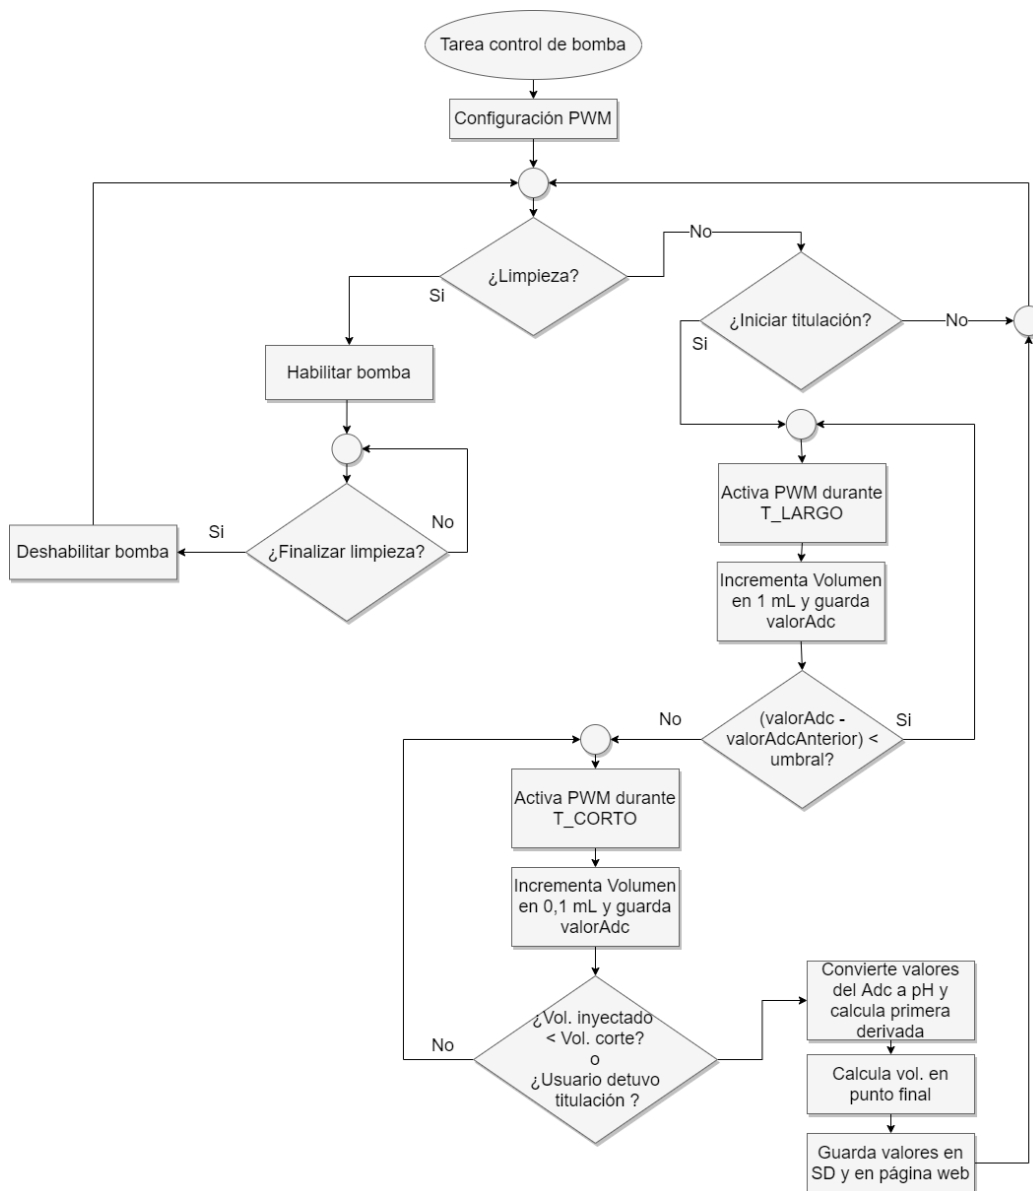 Tarea control de bomba
Configuración PWM
¿Limpieza?
No
Si
¿Iniciar titulación?
No
Si
Habilitar bomba
Activa PWM durante
T_LARGO
¿Finalizar limpieza?
No
Si
Deshabilitar bomba
Incrementa Volumen
en 1 mL y guarda
valorAdc
(valorAdc -
valorAdcAnterior) <
umbral?
No
Si
Activa PWM durante
T_CORTO
Incrementa Volumen
en 0,1 mL y guarda
valorAdc
¿Vol. inyectado
< Vol. corte?
o
¿Usuario detuvo
titulación ?
No
Convierte valores
del Adc a pH y
calcula primera
derivada
Calcula vol. en
punto final
Guarda valores en
SD y en página web